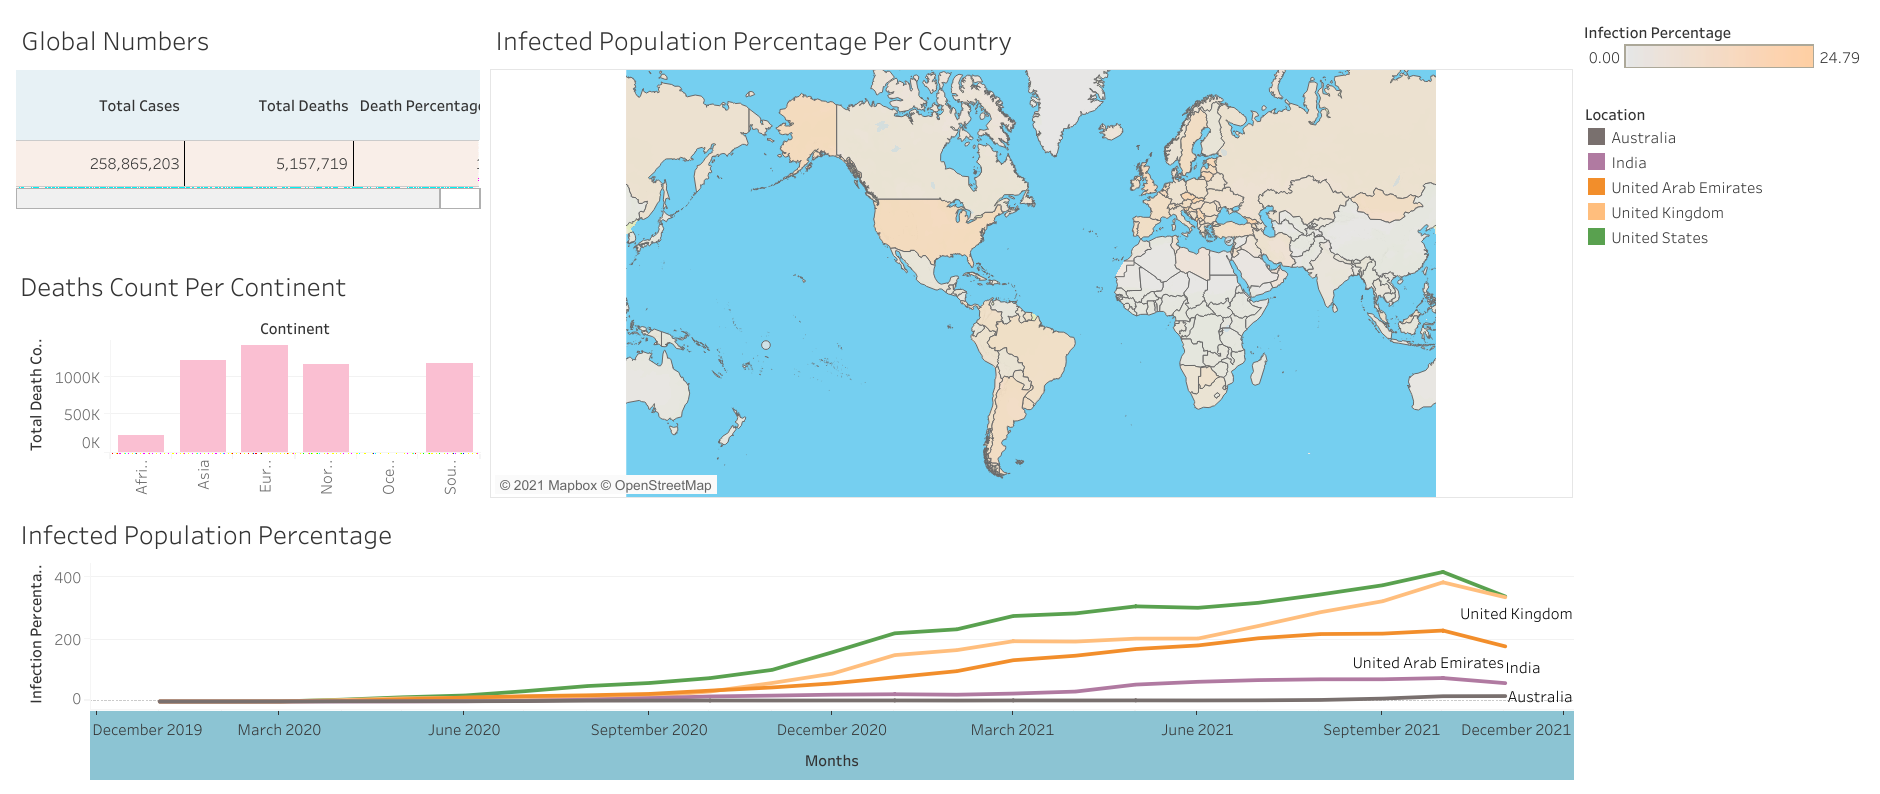 Global Numbers
Total Cases Total Deaths Death Percentage
258,865,203 5,157,719
Deaths Count Per Continent
Continent
Total Death Co..
1000K
500K
0K
Afri..
Asia
Eur..
Nor..
Oce..
Sou..
Infected Population Percentage Per Country
© 2021 Mapbox © OpenStreetMap
Infection Percentage
0.00 24.79
Location
Australia
India
United Arab Emirates
United Kingdom
United States
Infected Population Percentage
Infection Percenta..
400
200
0
United Kingdom
United Arab Emirates
India
Australia
December 2019 March 2020 June 2020 September 2020 December 2020 March 2021 June 2021 September 2021 December 2021
Months